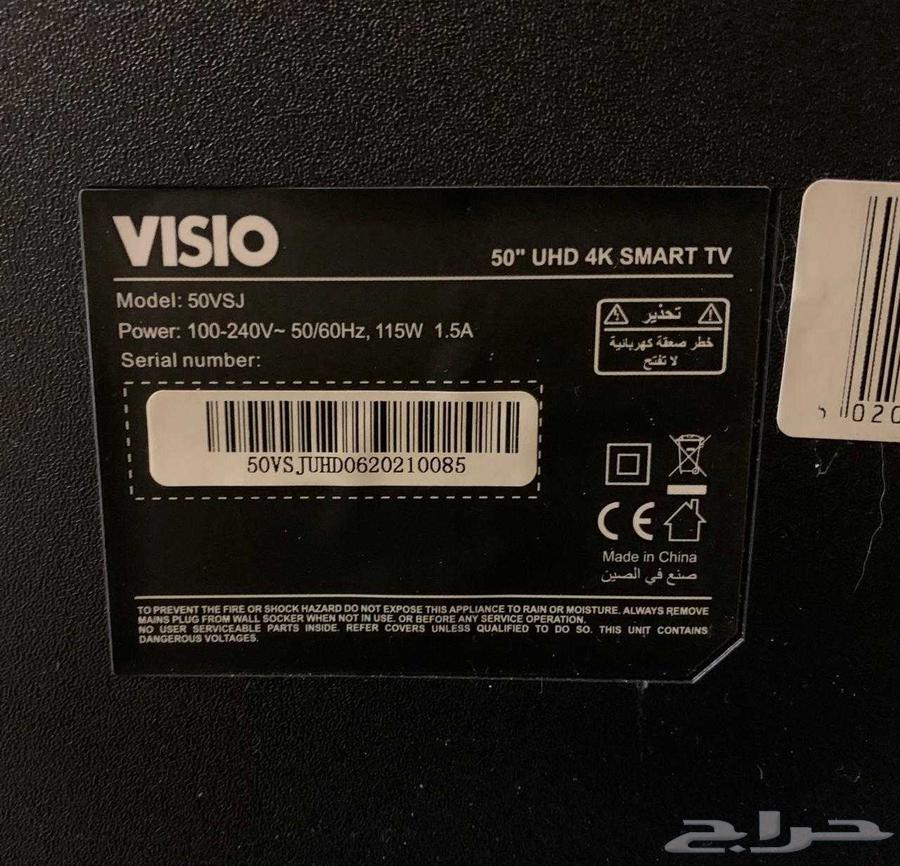 VISIO
50" UHD 4K SMART TV
Model: 50VSJ
Power: 100-240V~ 50/60Hz, 115W 1.5A
Serial number:
50VSJUHD0620210085
تحذير
خطر صعقة كهربائية
لا تفتح
CE
Made in China
صنع في الصين
TO PREVENT THE FIRE OR SHOCK HAZARD DO NOT EXPOSE THIS APPLIANCE TO RAIN OR MOISTURE. ALWAYS REMOVE
MAINS PLUG FROM WALL SOCKER WHEN NOT IN USE. OR BEFORE ANY SERVICE OPERATION.
NO USER SERVICEABLE PARTS INSIDE. REFER COVERS UNLESS QUALIFIED TO DO SO. THIS UNIT CONTAINS
DANGEROUS VOLTAGES.
020
حراج